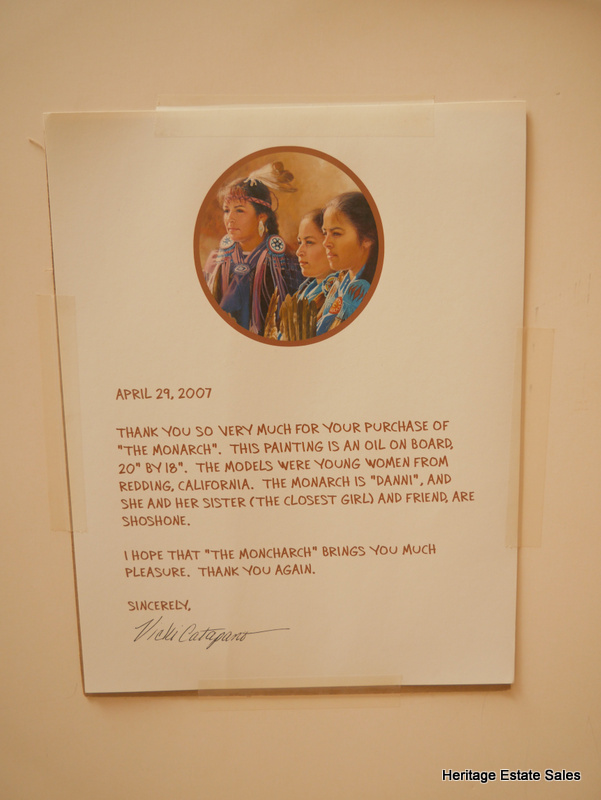 APRIL 29, 2007
THANK YOU SO VERY MUCH FOR YOUR PURCHASE OF
"THE MONARCH". THIS PAINTING IS AN OIL ON BOARD,
20" BY 18". THE MODELS WERE YOUNG WOMEN FROM
REDDING, CALIFORNIA. THE MONARCH IS "DANNI", AND
SHE AND HER SISTER (THE CLOSEST GIRL) AND FRIEND, ARE
SHOSHONE.
I HOPE THAT "THE MONCHARCH" BRINGS YOU MUCH
PLEASURE. THANK YOU AGAIN.
SINCERELY,
Vicki Catapano
Heritage Estate Sales